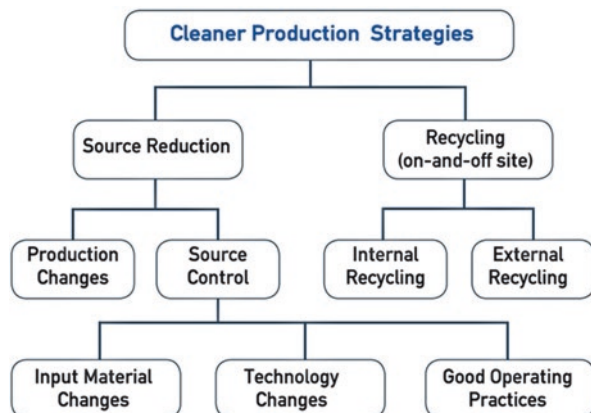 Cleaner Production Strategies
Source Reduction
Recycling
(on-and-off site)
Production
Changes
Source
Control
Internal
Recycling
External
Recycling
Input Material
Changes
Technology
Changes
Good Operating
Practices